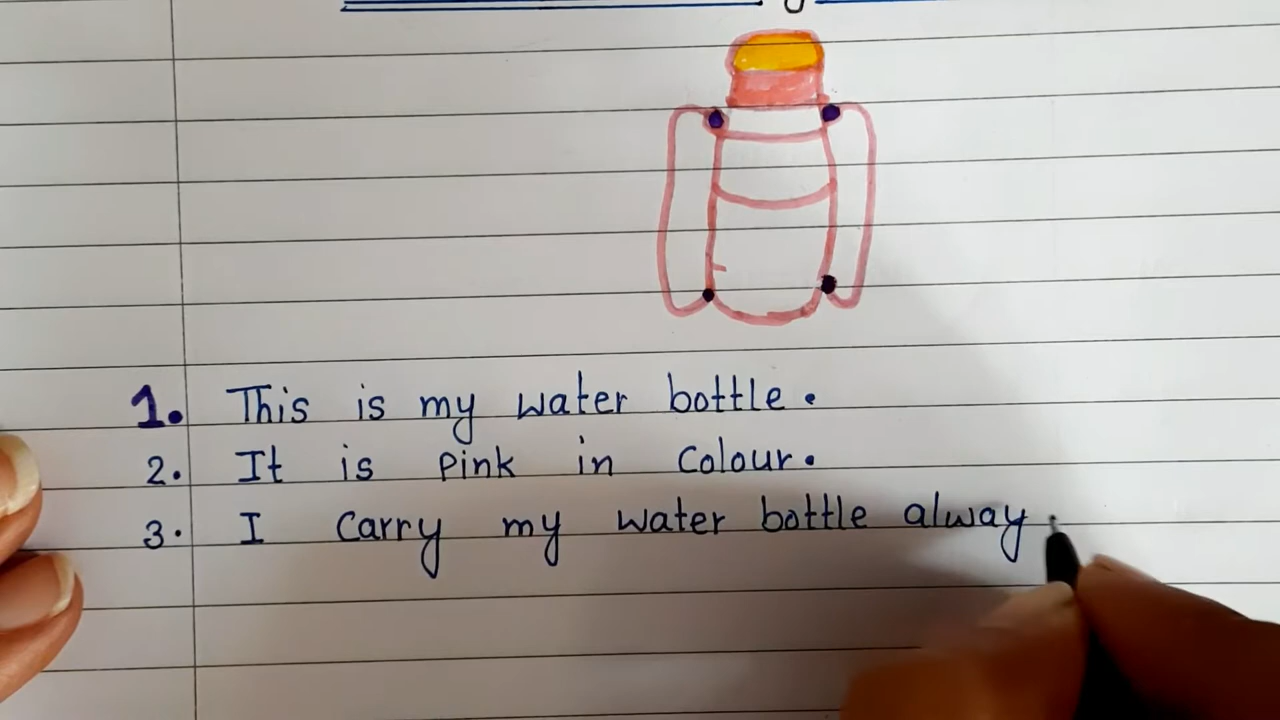 1. This is my water bottle.
2. It is pink in colour.
3. I carry my water bottle alway